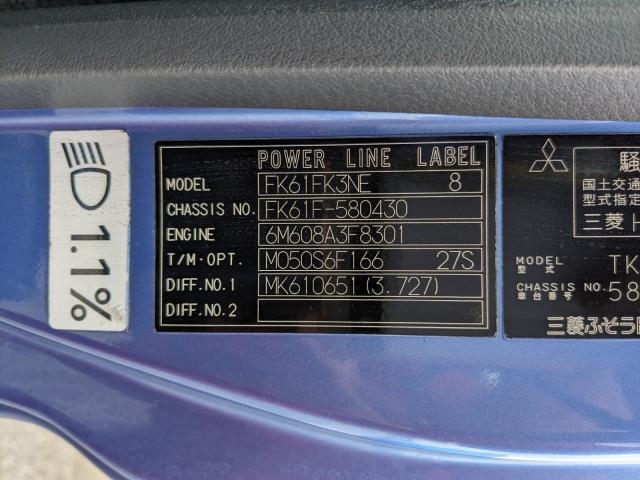 1.1%
POWER LINE LABEL
MODEL FK61FK3NE 8
CHASSIS NO. FK61F-580430
ENGINE 6M608A3F8301
T/M·OPT. M050S6F166 27S
DIFF.NO.1 MK610651(3.727)
DIFF.NO.2
騒
国土交通
型式指定
三菱ト
MODEL TK
型式
CHASSIS NO. 58
車台番号
三菱ふそう